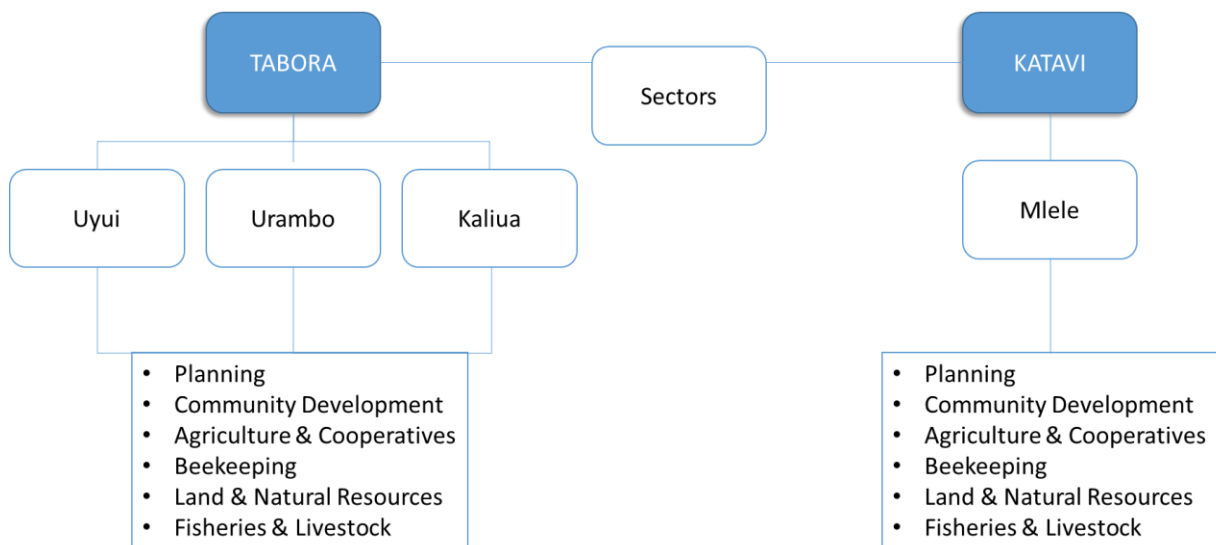 TABORA
Sectors
KATAVI
Uyui
Urambo
Kaliua
Mlele
• Planning
• Community Development
• Agriculture & Cooperatives
• Beekeeping
• Land & Natural Resources
• Fisheries & Livestock
• Planning
• Community Development
• Agriculture & Cooperatives
• Beekeeping
• Land & Natural Resources
• Fisheries & Livestock